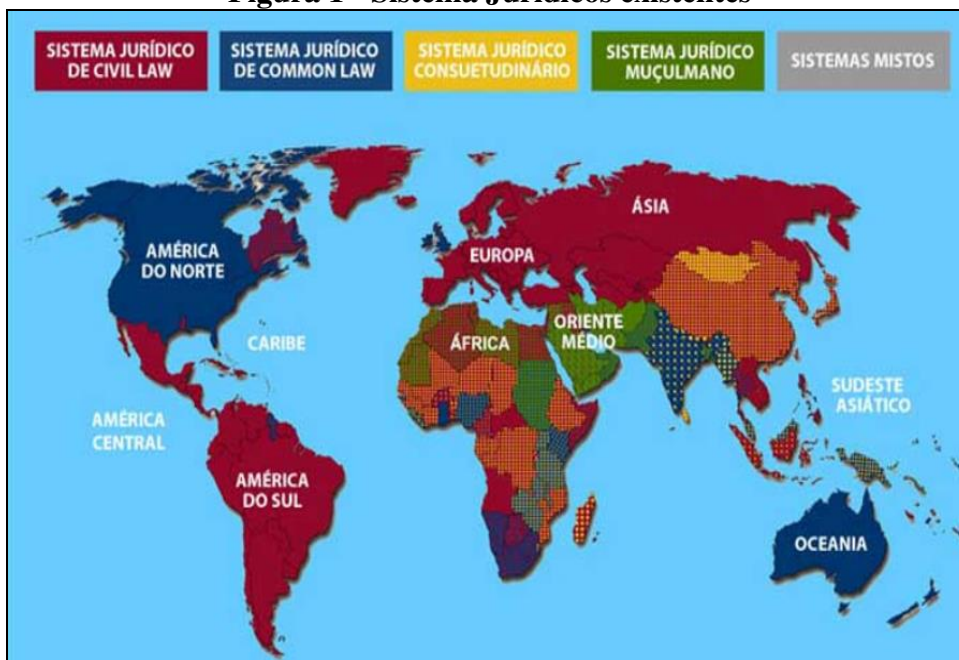 Figura 1 - Sistema Jurídicos existentes
SISTEMA JURÍDICO
DE CIVIL LAW
SISTEMA JURÍDICO
DE COMMON LAW
SISTEMA JURÍDICO
CONSUETUDINÁRIO
SISTEMA JURÍDICO
MUÇULMANO
SISTEMAS MISTOS
ÁSIA
AMÉRICA
DO NORTE
EUROPA
CARIBE
ÁFRICA
ORIENTE
MÉDIO
AMÉRICA
CENTRAL
SUDESTE
ASIÁTICO
AMÉRICA
DO SUL
OCEANIA